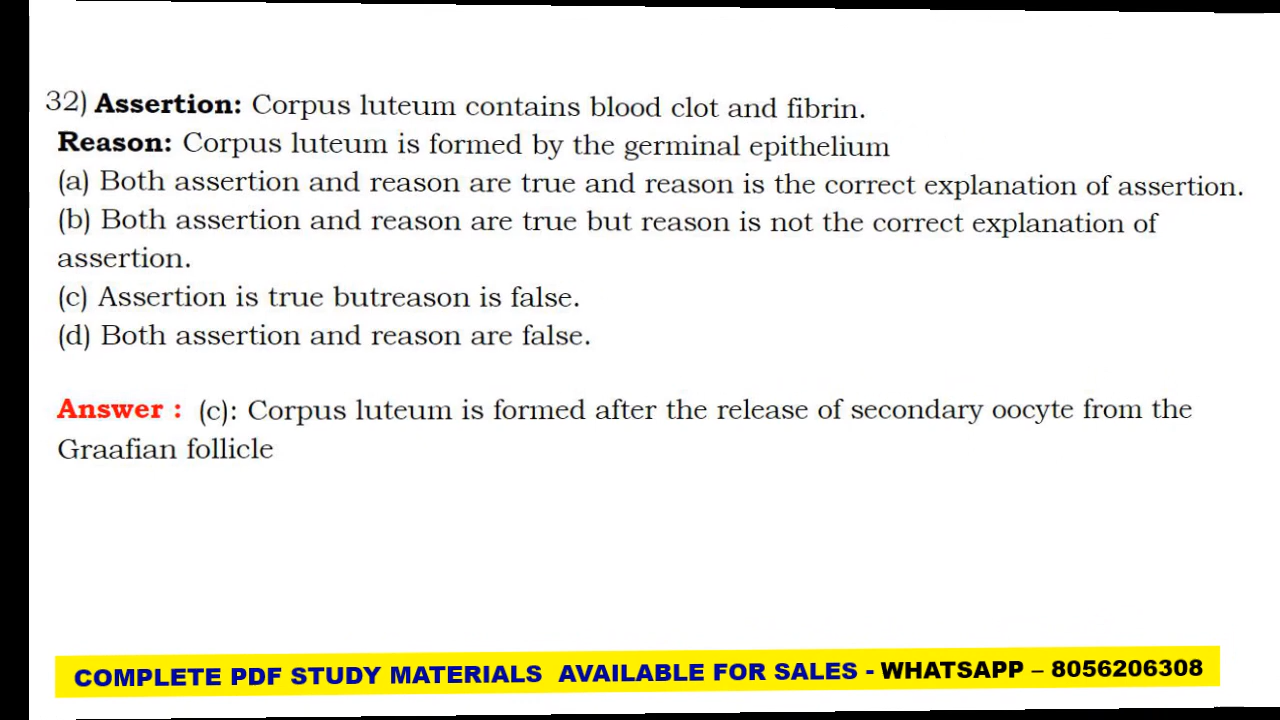 32) Assertion: Corpus luteum contains blood clot and fibrin.
Reason: Corpus luteum is formed by the germinal epithelium
(a) Both assertion and reason are true and reason is the correct explanation of assertion.
(b) Both assertion and reason are true but reason is not the correct explanation of
assertion.
(c) Assertion is true butreason is false.
(d) Both assertion and reason are false.
Answer : (c): Corpus luteum is formed after the release of secondary oocyte from the
Graafian follicle
COMPLETE PDF STUDY MATERIALS AVAILABLE FOR SALES - WHATSAPP – 8056206308